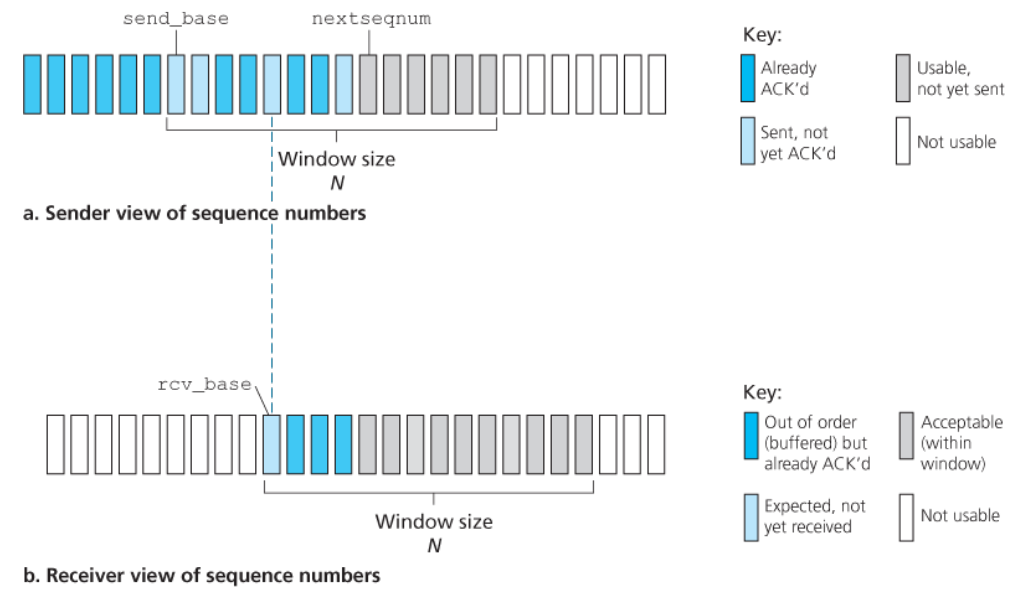 send_base
nextseqnum
Key:
Already
ACK'd
Usable,
not yet sent
Sent, not
yet ACK'd
Not usable
Window size
N
a. Sender view of sequence numbers
rcv_base
Key:
Out of order
(buffered) but
already ACK'd
Acceptable
(within
window)
Expected, not
yet received
Not usable
Window size
N
b. Receiver view of sequence numbers